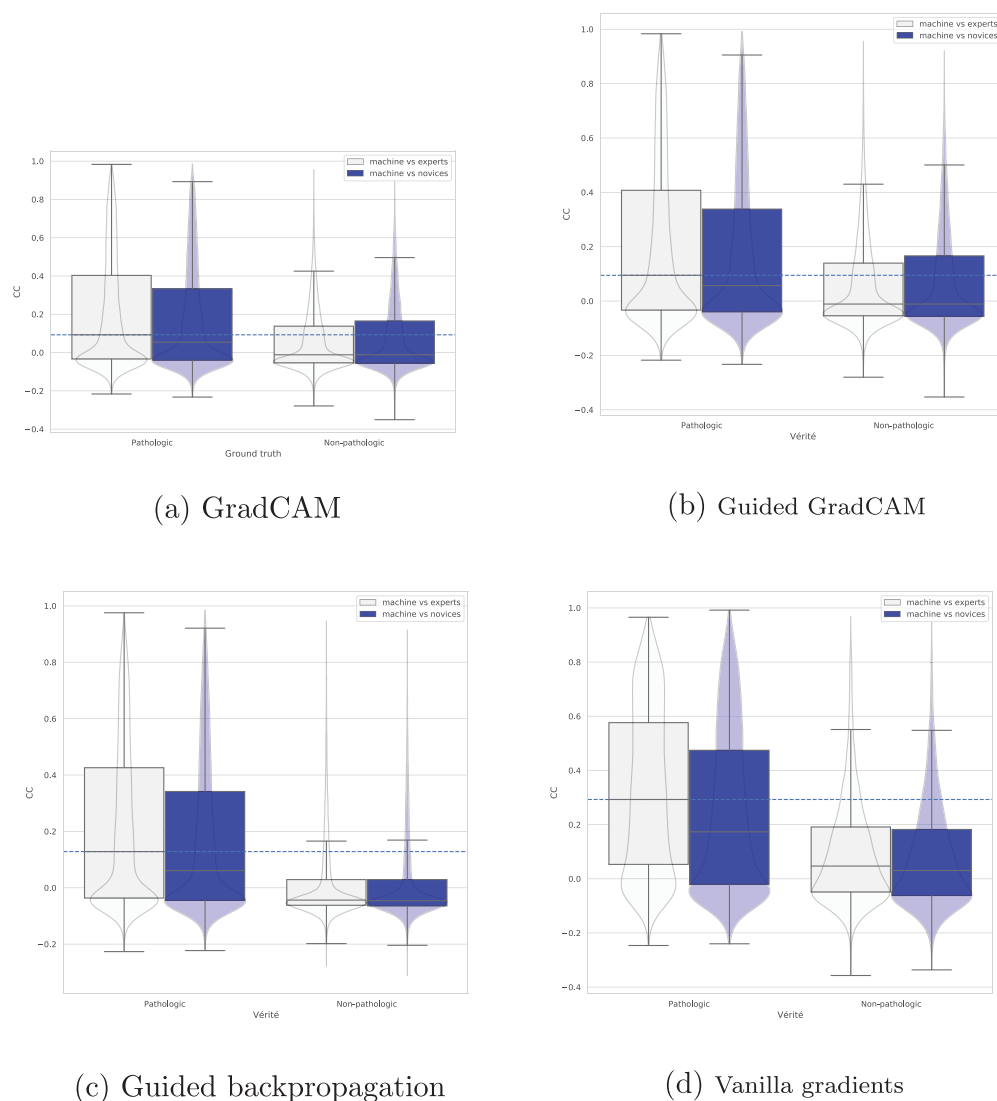 1.0
0.8
0.6
0.4
0.2
0.0
−0.2
−0.4
CC
machine vs experts
machine vs novices
Pathologic Non-pathologic
Ground truth
(a) GradCAM
1.0
0.8
0.6
0.4
0.2
0.0
−0.2
−0.4
CC
machine vs experts
machine vs novices
Pathologic Non-pathologic
Vérité
(b) Guided GradCAM
1.0
0.8
0.6
0.4
0.2
0.0
−0.2
CC
machine vs experts
machine vs novices
Pathologic Non-pathologic
Vérité
(c) Guided backpropagation
1.0
0.8
0.6
0.4
0.2
0.0
−0.2
−0.4
CC
machine vs experts
machine vs novices
Pathologic Non-pathologic
Vérité
(d) Vanilla gradients